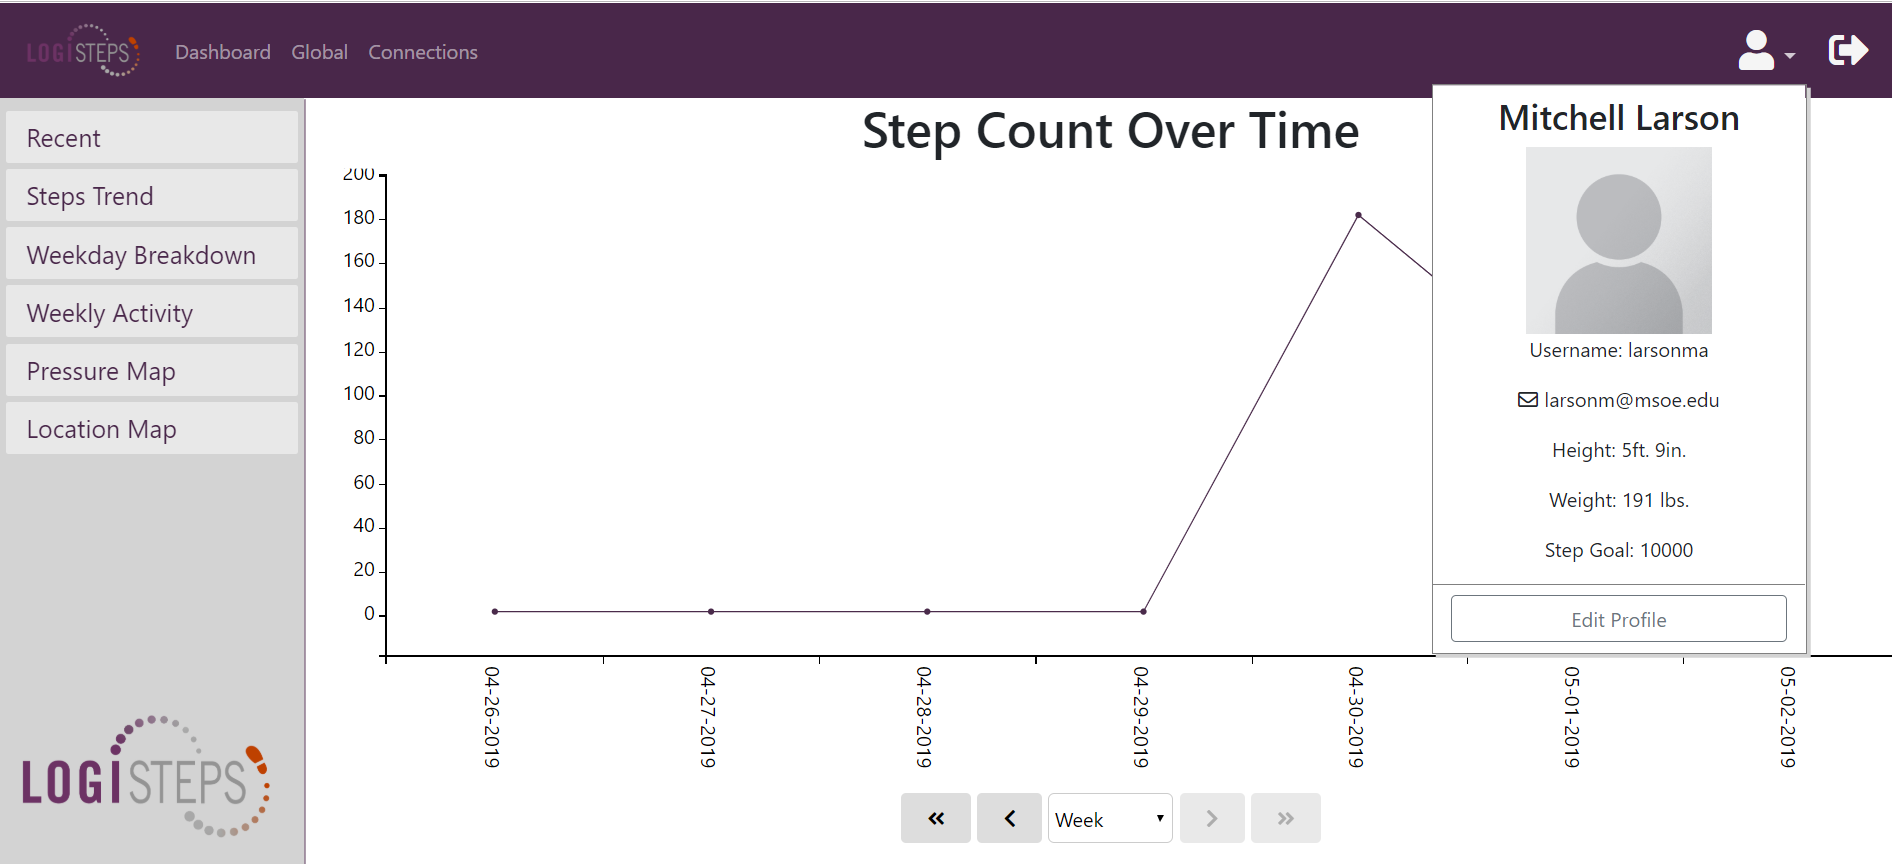 LOGISTEPS
Dashboard Global Connections
Mitchell Larson
Username: larsonma
larsonm@msoe.edu
Height: 5ft. 9in.
Weight: 191 lbs.
Step Goal: 10000
Edit Profile
Recent
Steps Trend
Weekday Breakdown
Weekly Activity
Pressure Map
Location Map
LOGISTEPS
Step Count Over Time
200
180
160
140
120
100
80
60
40
20
0
04-26-2019
04-27-2019
04-28-2019
04-29-2019
04-30-2019
05-01-2019
05-02-2019
Week